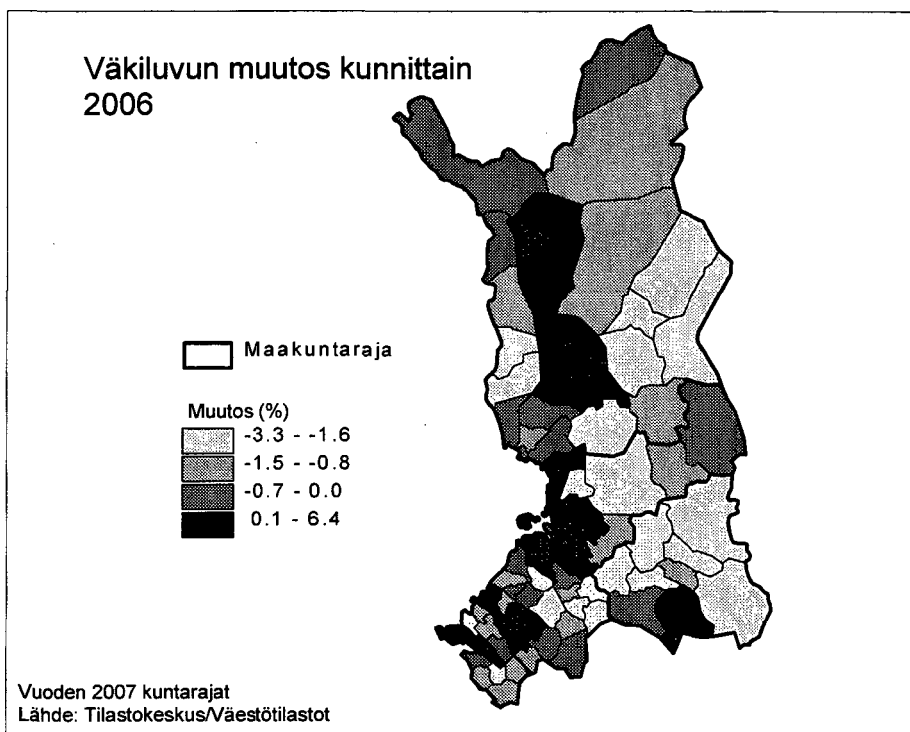 Väkiluvun muutos kunnittain
2006
Maakuntaraja
Muutos (%)
-3.3 - -1.6
-1.5 - -0.8
-0.7 - 0.0
0.1 - 6.4
Vuoden 2007 kuntarajat
Lähde: Tilastokeskus/Väestötilastot